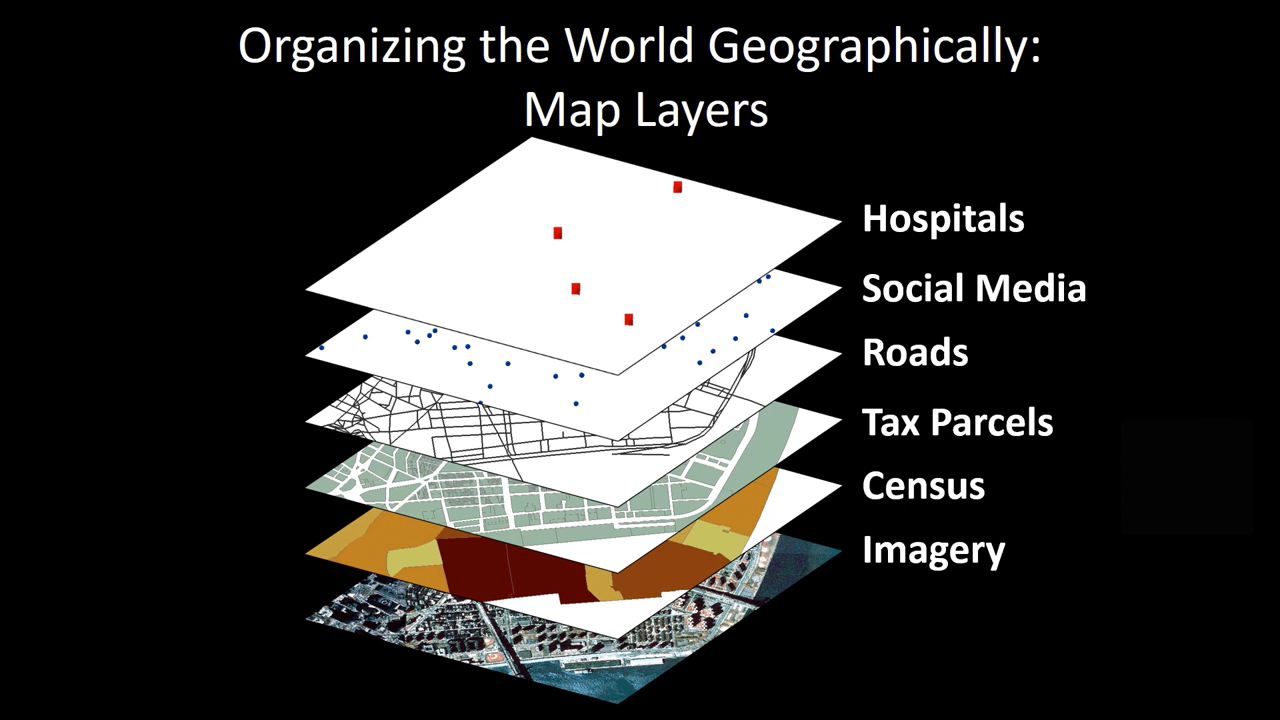 Organizing the World Geographically:
Map Layers
Hospitals
Social Media
Roads
Tax Parcels
Census
Imagery